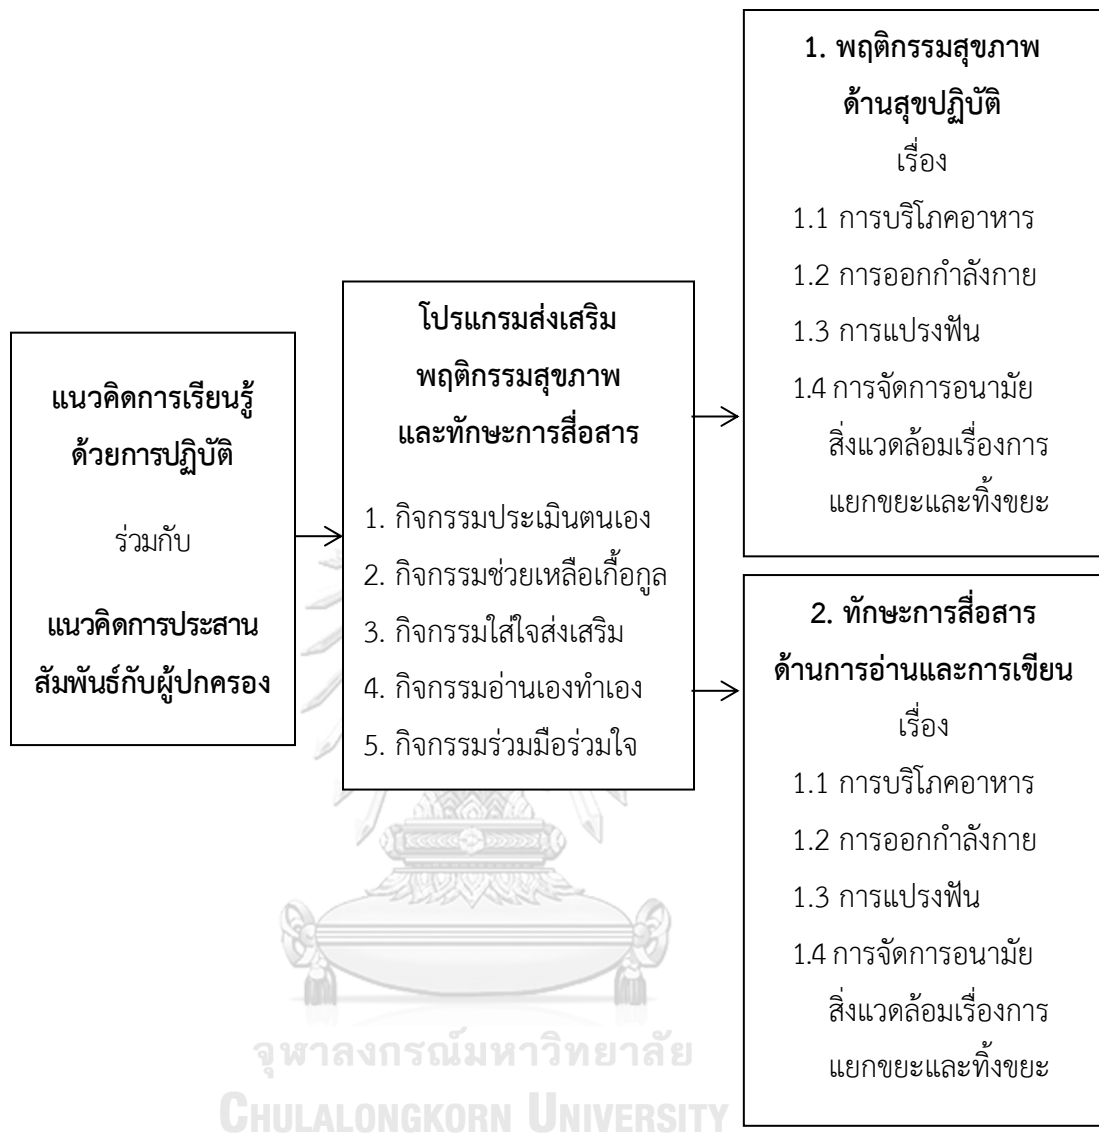 แนวคิดการเรียนรู้
ด้วยการปฏิบัติ
ร่วมกับ
แนวคิดการประสาน
สัมพันธ์กับผู้ปกครอง
โปรแกรมส่งเสริม
พฤติกรรมสุขภาพ
และทักษะการสื่อสาร
1. กิจกรรมประเมินตนเอง
2. กิจกรรมช่วยเหลือเกื้อกูล
3. กิจกรรมใส่ใจส่งเสริม
4. กิจกรรมอ่านเองทำเอง
5. กิจกรรมร่วมมือร่วมใจ
1. พฤติกรรมสุขภาพ
ด้านสุขปฏิบัติ
เรื่อง
1.1 การบริโภคอาหาร
1.2 การออกกำลังกาย
1.3 การแปรงฟัน
1.4 การจัดการอนามัย
สิ่งแวดล้อมเรื่องการ
แยกขยะและทิ้งขยะ
2. ทักษะการสื่อสาร
ด้านการอ่านและการเขียน
เรื่อง
1.1 การบริโภคอาหาร
1.2 การออกกำลังกาย
1.3 การแปรงฟัน
1.4 การจัดการอนามัย
สิ่งแวดล้อมเรื่องการ
แยกขยะและทิ้งขยะ
จุฬาลงกรณ์มหาวิทยาลัย
CHULALONGKORN UNIVERSITY